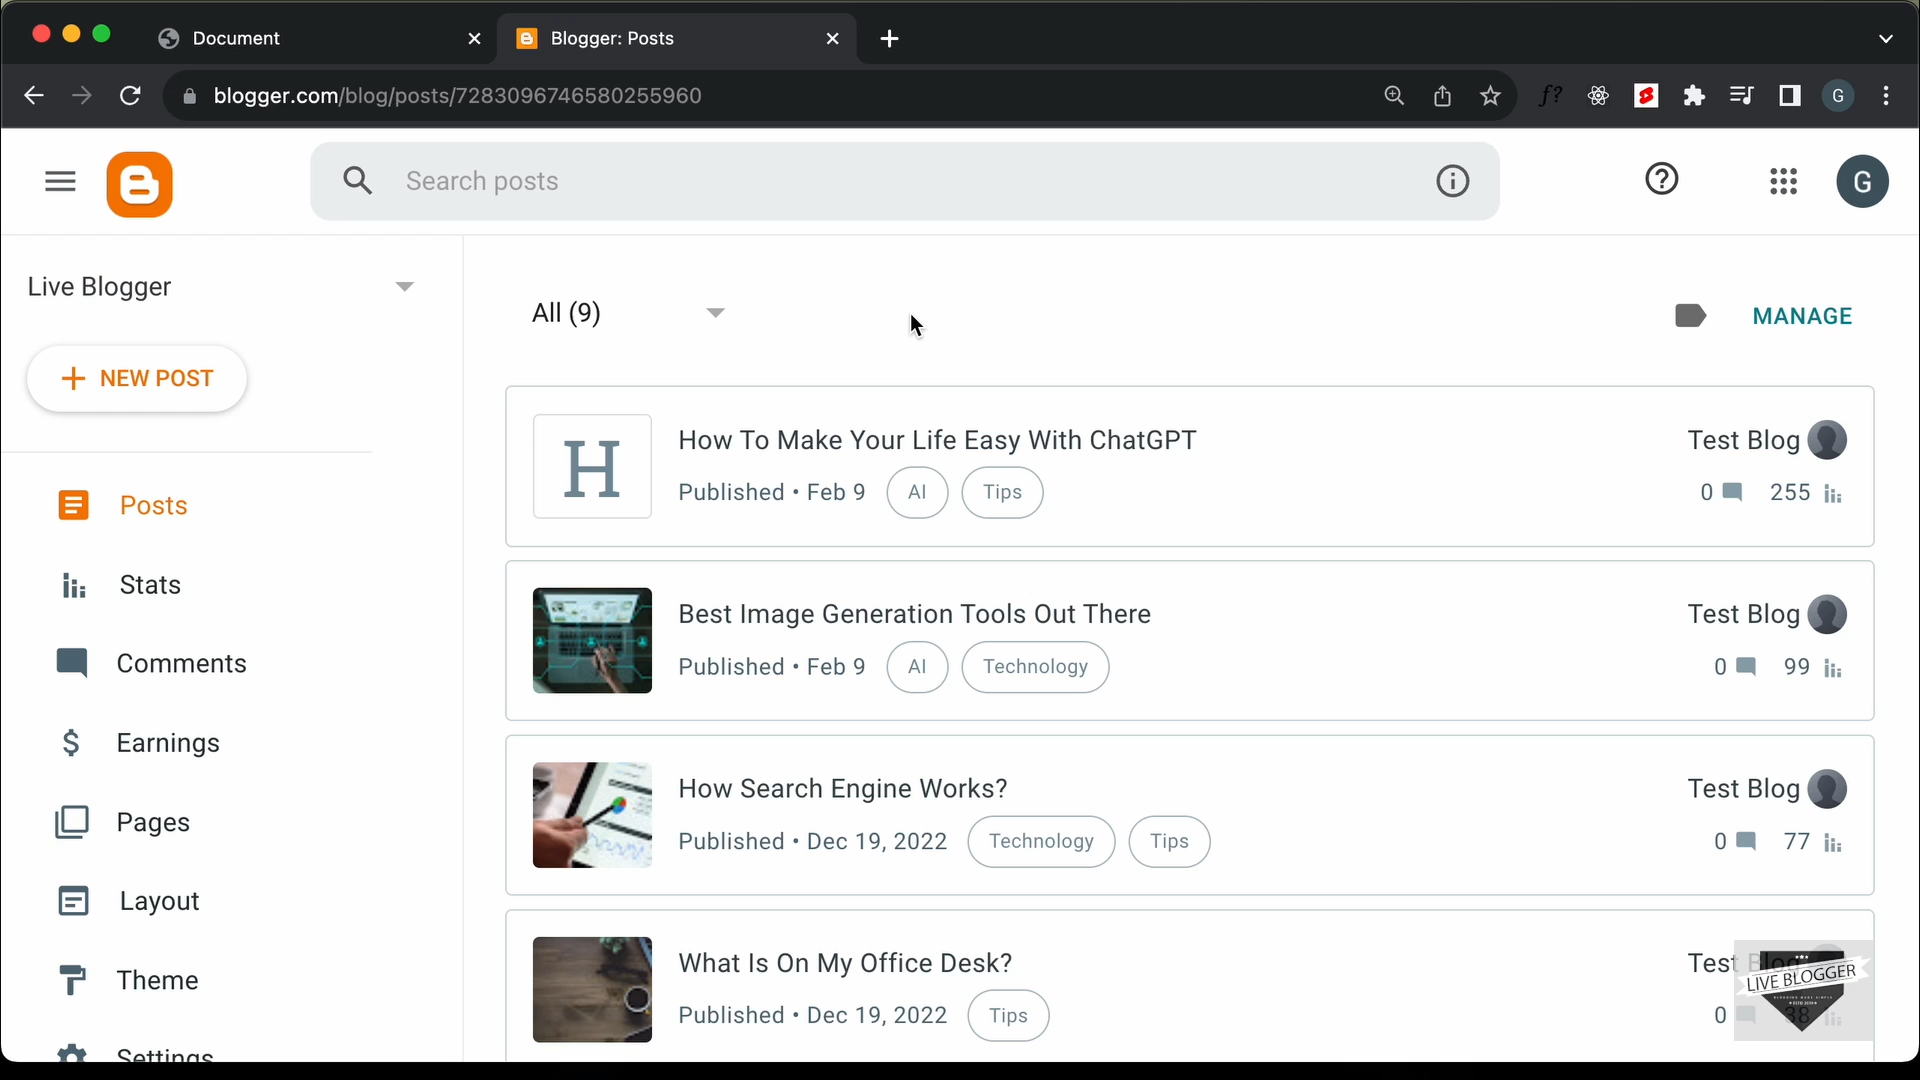 Document
Blogger: Posts
blogger.com/blog/posts/7283096746580255960
f?
G
Search posts
G
Live Blogger
NEW POST
Posts
Stats
Comments
Earnings
Pages
Layout
Theme
Settings
All (9)
MANAGE
H
How To Make Your Life Easy With ChatGPT
Published • Feb 9 AI Tips
Test Blog
0 255
Best Image Generation Tools Out There
Published • Feb 9 AI Technology
Test Blog
0 99
How Search Engine Works?
Published • Dec 19, 2022 Technology Tips
Test Blog
0 77
What Is On My Office Desk?
Published • Dec 19, 2022 Tips
Test Blog
0 38
LIVE BLOGGER